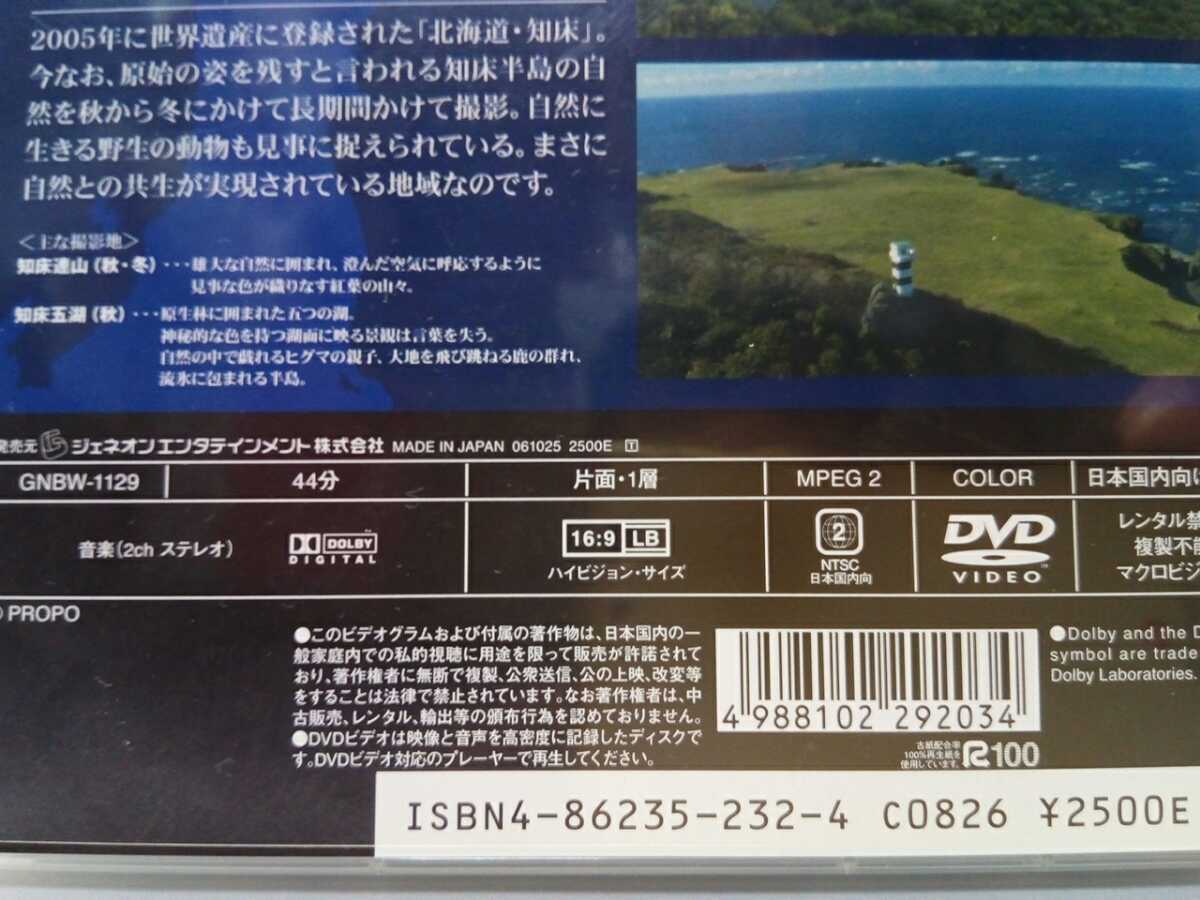 2005年に世界遺産に登録された「北海道・知床」。
今なお、原始の姿を残すと言われる知床半島の自
然を秋から冬にかけて長期間かけて撮影。自然に
生きる野生の動物も見事に捉えられている。まさに
自然との共生が実現されている地域なのです。
＜主な撮影地＞
知床連山（秋・冬）・・・雄大な自然に囲まれ、澄んだ空気に呼応するように
見事な色が織りなす紅葉の山々。
知床五湖（秋）・・・原生林に囲まれた五つの湖。
神秘的な色を持つ湖面に映る景観は言葉を失う。
自然の中で戯れるヒグマの親子、大地を飛び跳ねる鹿の群れ、
流氷に包まれる半島。
発売元 ジェネオン エンタテインメント株式会社 MADE IN JAPAN 061025 2500E T
GNBW-1129 44分 片面・1層 MPEG 2 COLOR 日本国内向け
音楽（2ch ステレオ） DOLBY DIGITAL 16:9 LB ハイビジョン・サイズ 2 NTSC 日本国内向 DVD VIDEO
レンタル禁
複製不能
マクロビジ
PROPO
●このビデオグラムおよび付属の著作物は、日本国内の一
般家庭内での私的視聴に用途を限って販売が許諾されて
おり、著作権者に無断で複製、公衆送信、公の上映、改変等
をすることは法律で禁止されています。なお著作権者は、中
古販売、レンタル、輸出等の頒布行為を認めておりません。
●DVDビデオは映像と音声を高密度に記録したディスクで
す。DVDビデオ対応のプレーヤーで再生してください。
4 988102 292034
古紙配合率
100%再生紙を
使用しています。
R100
●Dolby and the D
symbol are trade
Dolby Laboratories.
ISBN4-86235-232-4 C0826 ¥2500E